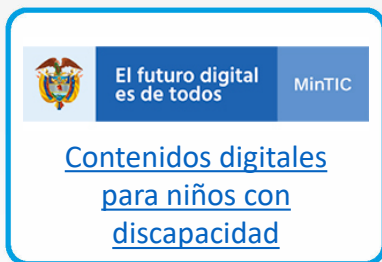 El futuro digital
es de todos
MinTIC
Contenidos digitales
para niños con
discapacidad